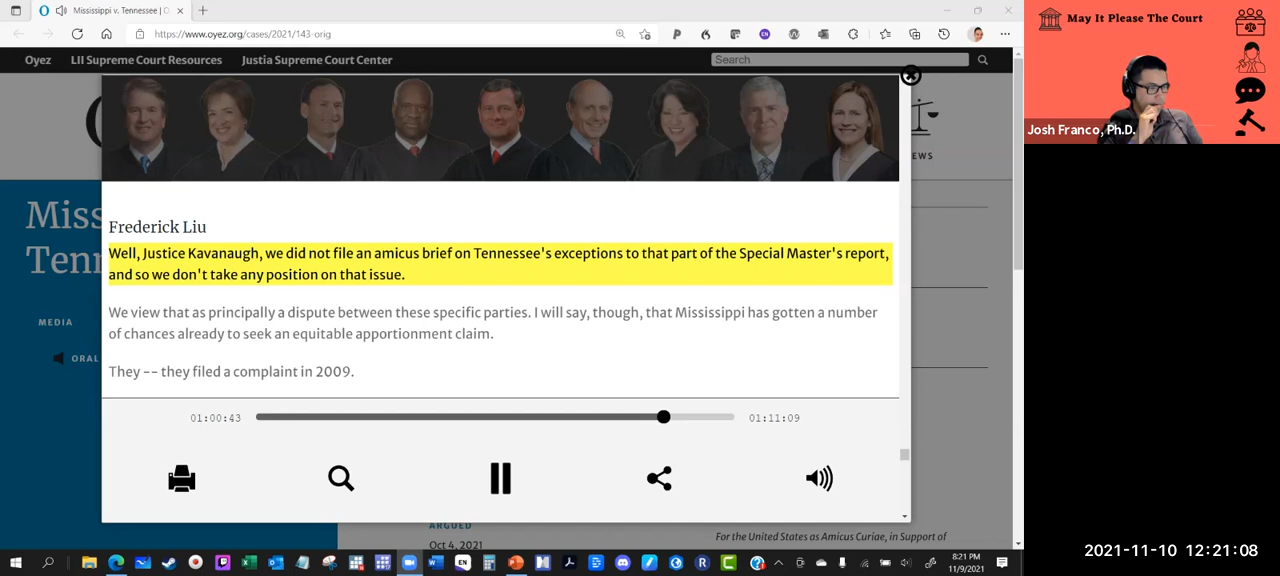 Mississippi v. Tennessee | O
https://www.oyez.org/cases/2021/143-orig
Oyez
LII Supreme Court Resources
Justia Supreme Court Center
Search
Miss
Tenn
EWS
MEDIA
ORAL
Frederick Liu
Well, Justice Kavanaugh, we did not file an amicus brief on Tennessee's exceptions to that part of the Special Master's report,
and so we don't take any position on that issue.
We view that as principally a dispute between these specific parties. I will say, though, that Mississippi has gotten a number
of chances already to seek an equitable apportionment claim.
They -- they filed a complaint in 2009.
01:00:43
01:11:09
ARGUED
Oct 4, 2021
For the United States as Amicus Curiae, in Support of
8:21 PM
11/9/2021
May It Please The Court
Josh Franco, Ph.D.
2021-11-10 12:21:08